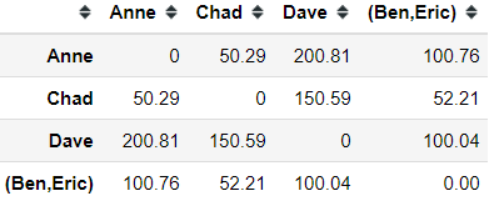 Anne Chad Dave (Ben,Eric)
Anne 0 50.29 200.81 100.76
Chad 50.29 0 150.59 52.21
Dave 200.81 150.59 0 100.04
(Ben,Eric) 100.76 52.21 100.04 0.00